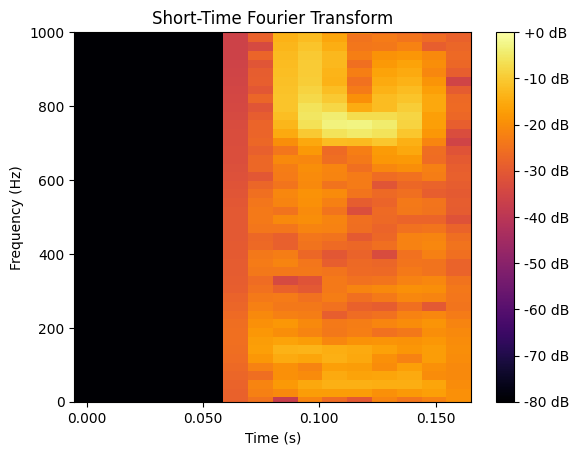 Short-Time Fourier Transform
1000
800
600
400
200
0
Frequency (Hz)
0.000
0.050
0.100
0.150
Time (s)
+0 dB
-10 dB
-20 dB
-30 dB
-40 dB
-50 dB
-60 dB
-70 dB
-80 dB